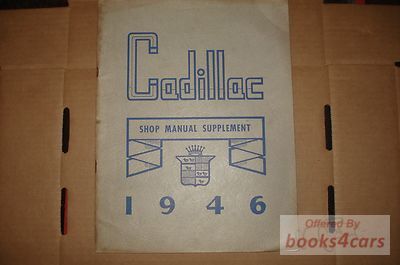 Cadillac
SHOP MANUAL SUPPLEMENT
1946
Offered By
books4cars